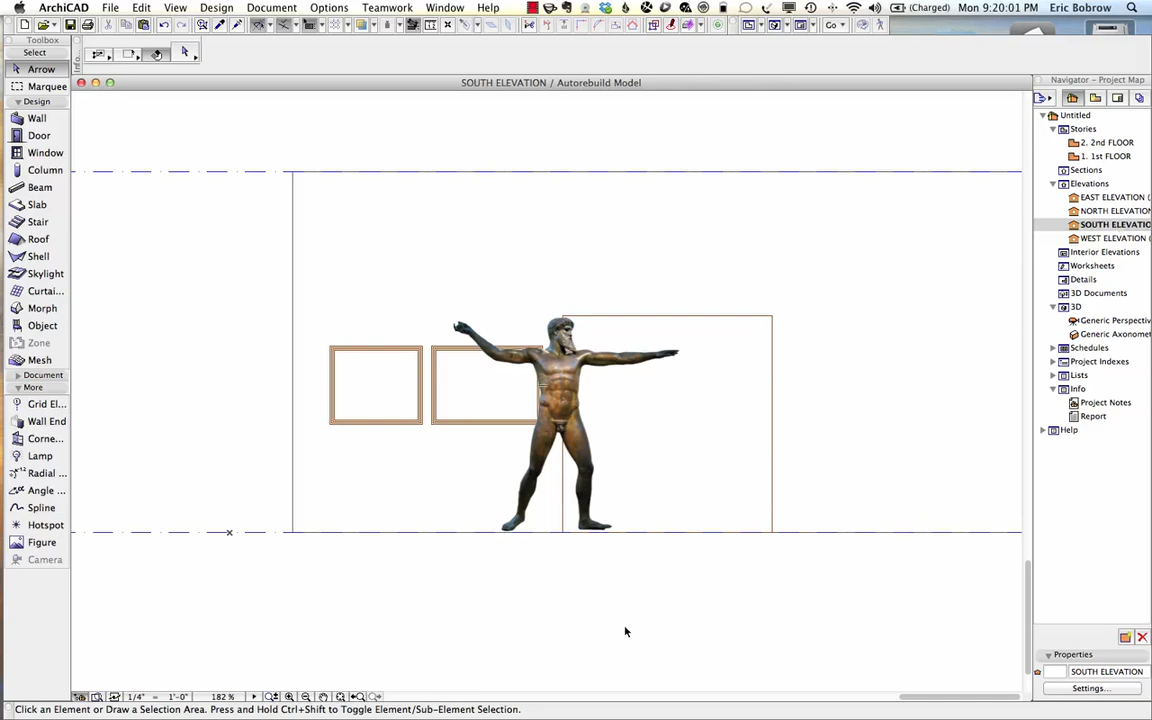 ArchiCAD File Edit View Design Document Options Teamwork Window Help
(Charged) Mon 9:20:01 PM Eric Bobrow
Toolbox
Select
Arrow
Marquee
Design
Wall
Door
Window
Column
Beam
Slab
Stair
Roof
Shell
Skylight
Curtai...
Morph
Object
Zone
Mesh
Document
More
Grid El...
Wall End
Corne...
Lamp
Radial ...
Angle ...
Spline
Hotspot
Figure
Camera
Go
SOUTH ELEVATION / Autorebuild Model
Navigator - Project Map
Untitled
Stories
2. 2nd FLOOR
1. 1st FLOOR
Sections
Elevations
EAST ELEVATION (
NORTH ELEVATION
SOUTH ELEVATIO
WEST ELEVATION (
Interior Elevations
Worksheets
Details
3D Documents
3D
Generic Perspectiv
Generic Axonomet
Schedules
Project Indexes
Lists
Info
Project Notes
Report
Help
Properties
SOUTH ELEVATION
Settings...
1/4" = 1'-0" 182 %
Click an Element or Draw a Selection Area. Press and Hold Ctrl+Shift to Toggle Element/Sub-Element Selection.